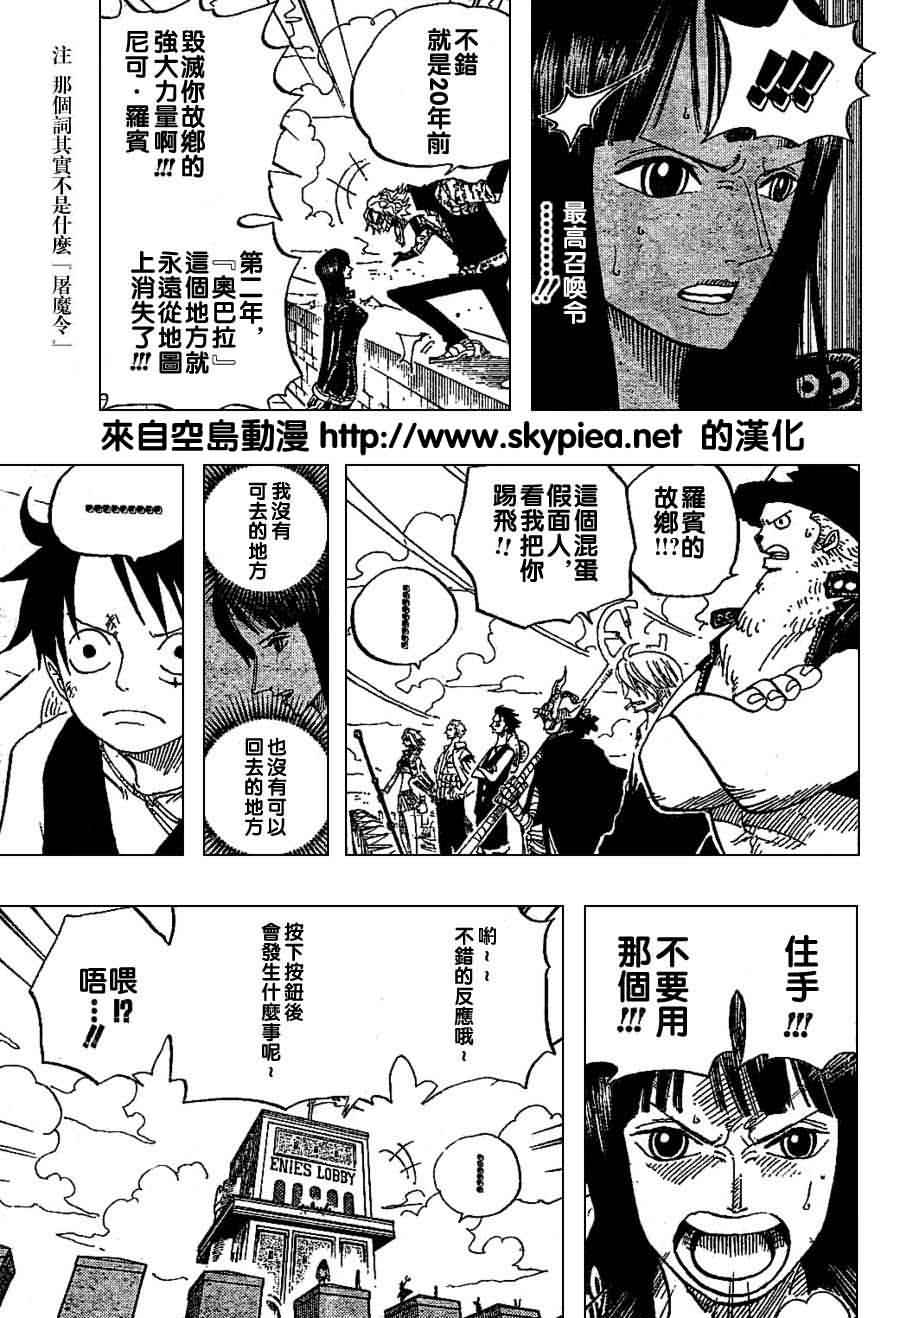 !!!!
最高召喚令
………!!
不錯
就是20年前
毀滅你故鄉的
強大力量啊!!!
尼可．羅賓
第二年，
『奧巴拉』
這個地方就
永遠從地圖
上消失了!!!
注 那個詞其實不是什麼『屠魔令』
來自空島動漫 http://www.skypiea.net 的漢化
羅賓的
故鄉!!?
這個混蛋
假面人，
看我把你
踢飛!!
………
我沒有
可去的地方
也沒有可以
回去的地方
………
住手!!!
不要用
那個!!!
喲~~
不錯的反應哦~
按下按鈕後
會發生什麼事呢~
喂!?
唔…!!
……
ENIES LOBBY